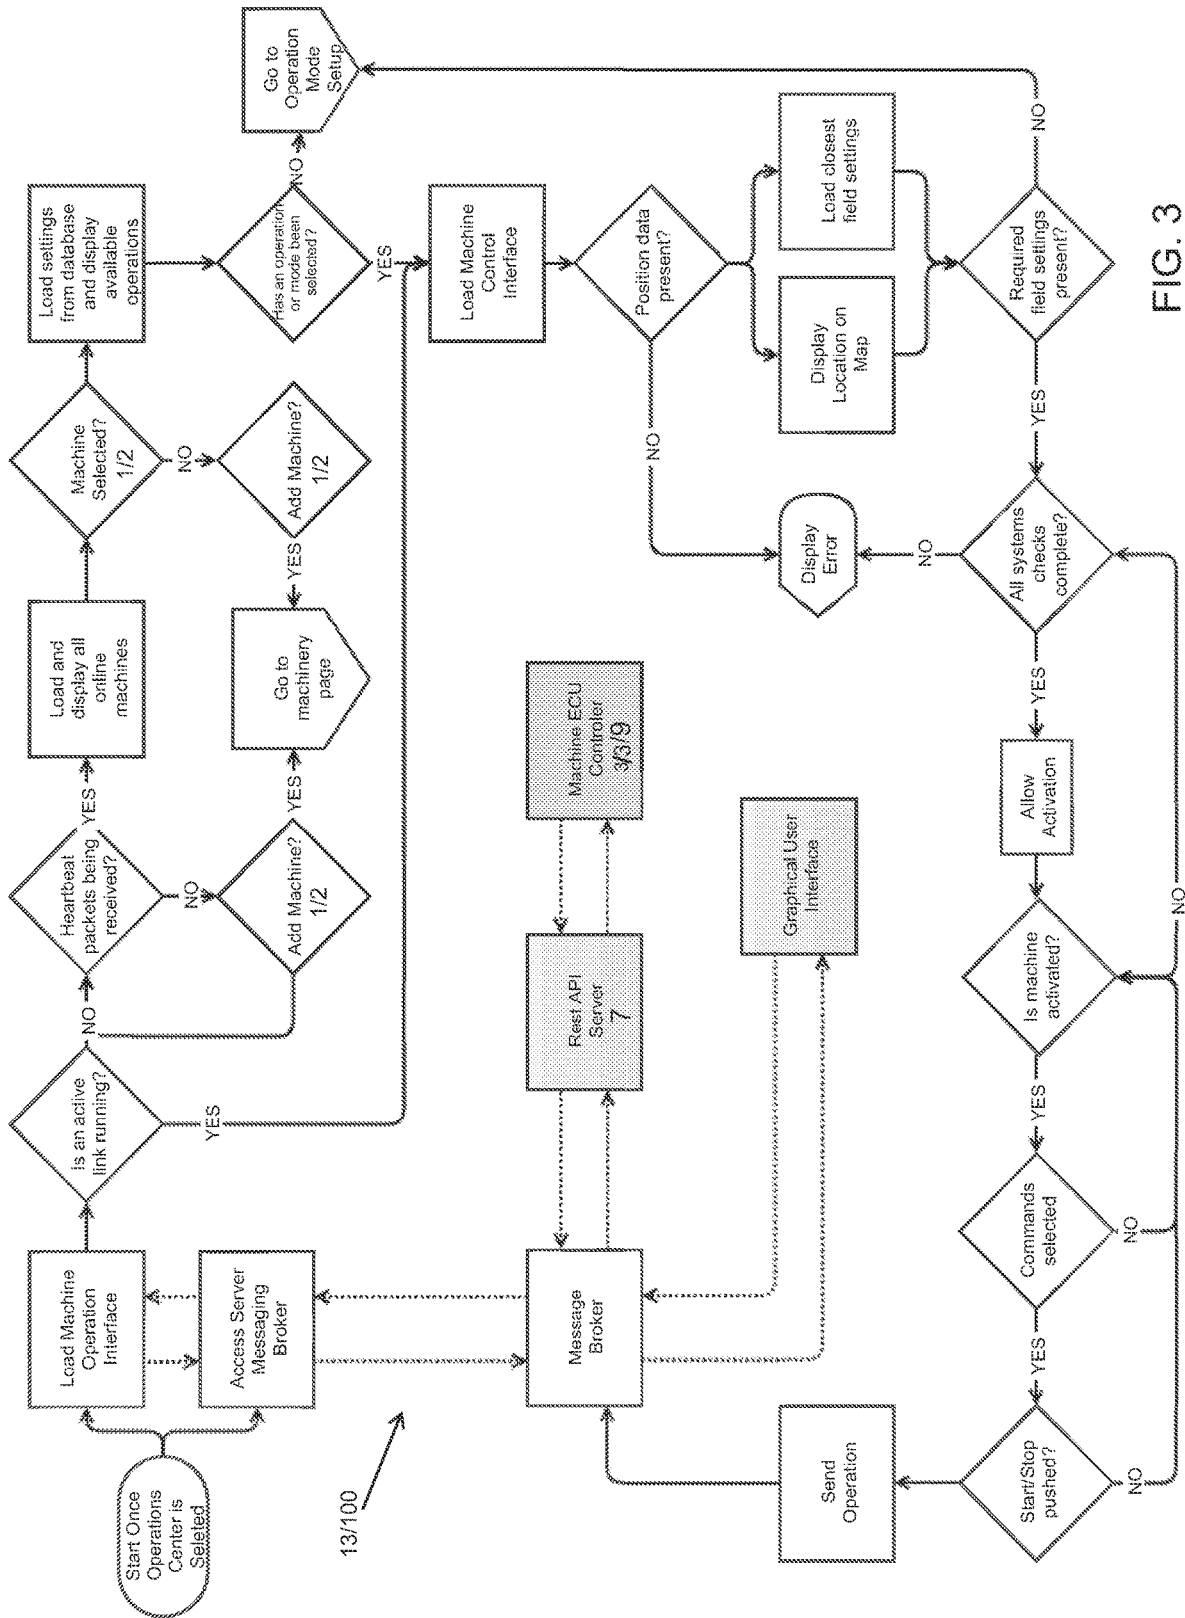 Start Once
Operations
Center is
Seleted
Load Machine
Operation
Interface
Access Server
Messaging
Broker
Is an active
link running?
NO
YES
Heartbeat
packets being
received?
YES
NO
Add Machine?
1/2
YES
Load and
display all
online
machines
Go to
machinery
page
Machine
Selected?
1/2
NO
Add Machine?
1/2
YES
Load settings
from database
and display
available
operations
Has an operation
or mode been
selected?
NO
YES
Go to
Operation
Mode
Setup
13/100
Message
Broker
Rest API
Server
7
Machine ECU
Controler
3/3/9
Graphical User
Interface
Load Machine
Control
Interface
Position data
present?
NO
Display
Error
Display
Location on
Map
Load closest
field settings
Required
field settings
present?
NO
YES
All systems
checks
complete?
NO
YES
Allow
Activation
Is machine
activated?
NO
YES
Commands
selected
NO
YES
Start/Stop
pushed?
NO
Send
Operation
FIG. 3